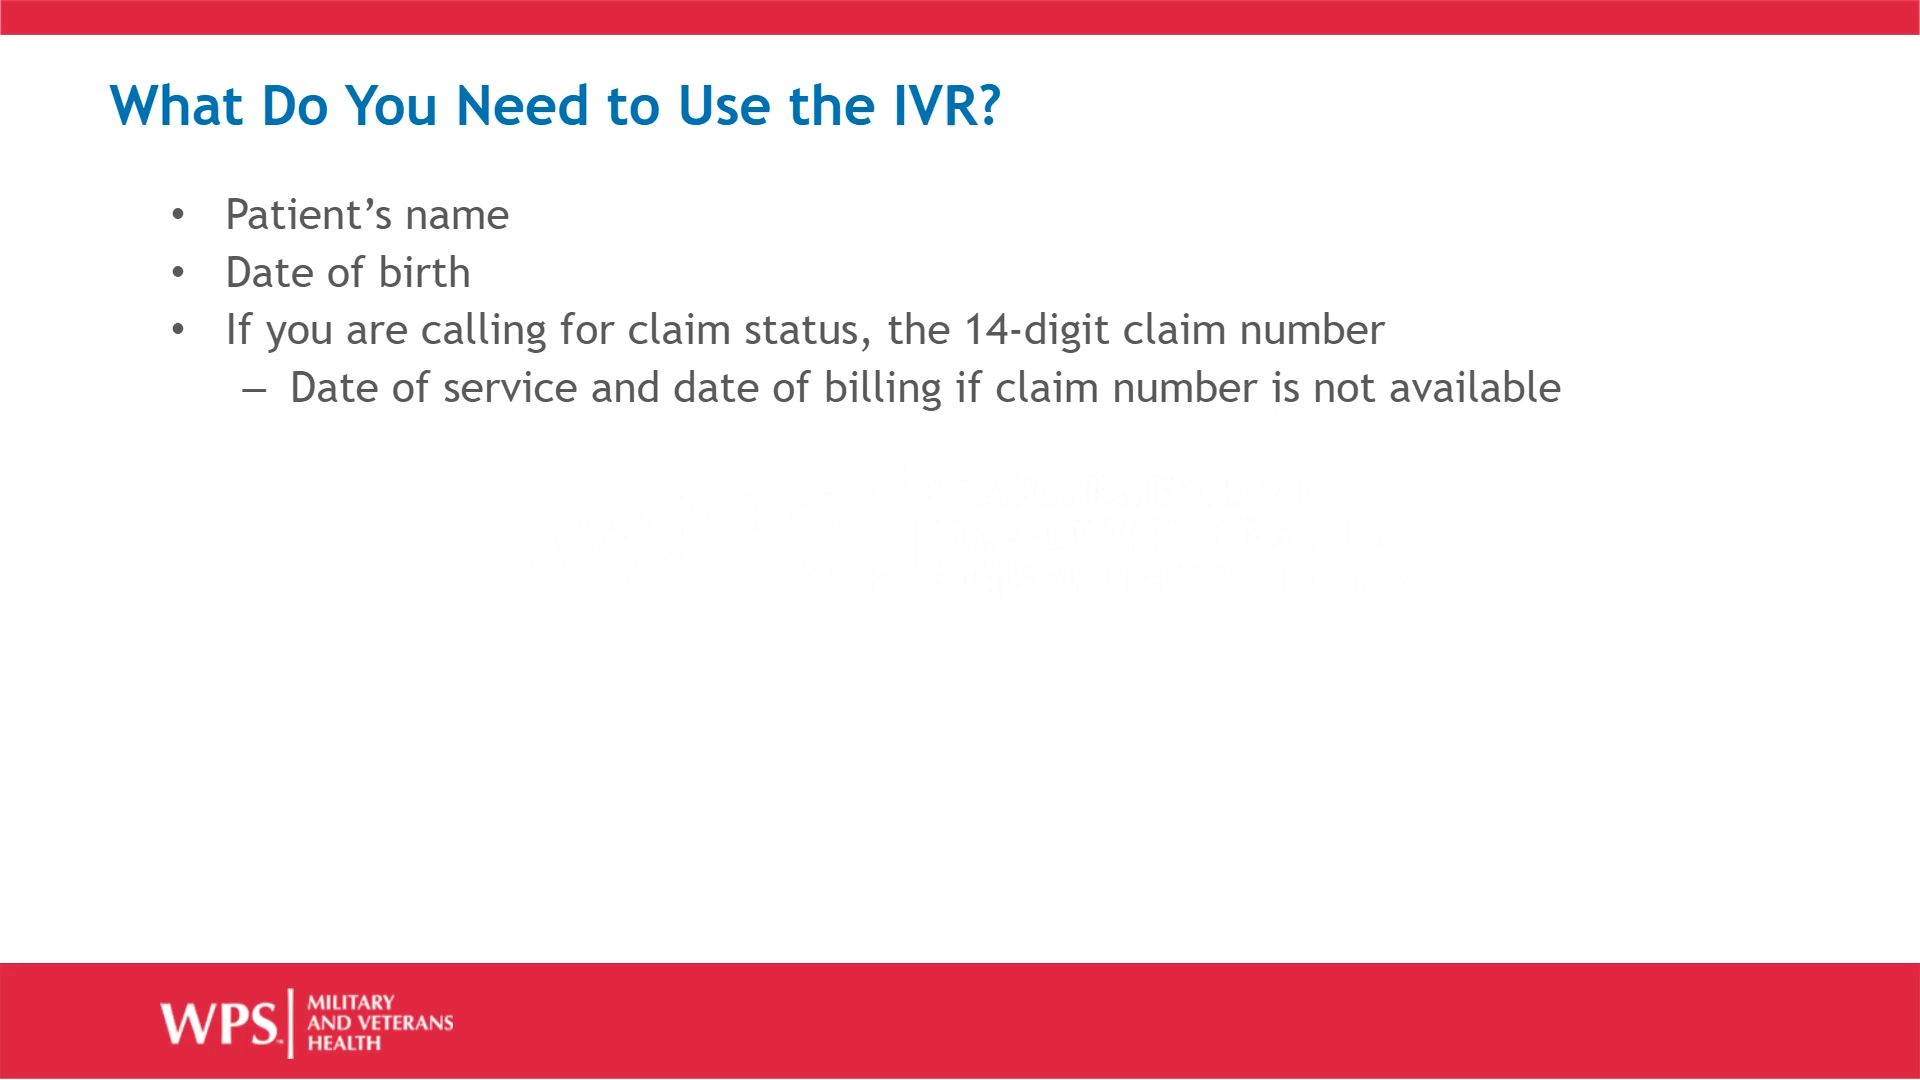 What Do You Need to Use the IVR?
• Patient’s name
• Date of birth
• If you are calling for claim status, the 14-digit claim number
– Date of service and date of billing if claim number is not available
WPS™
MILITARY
AND VETERANS
HEALTH